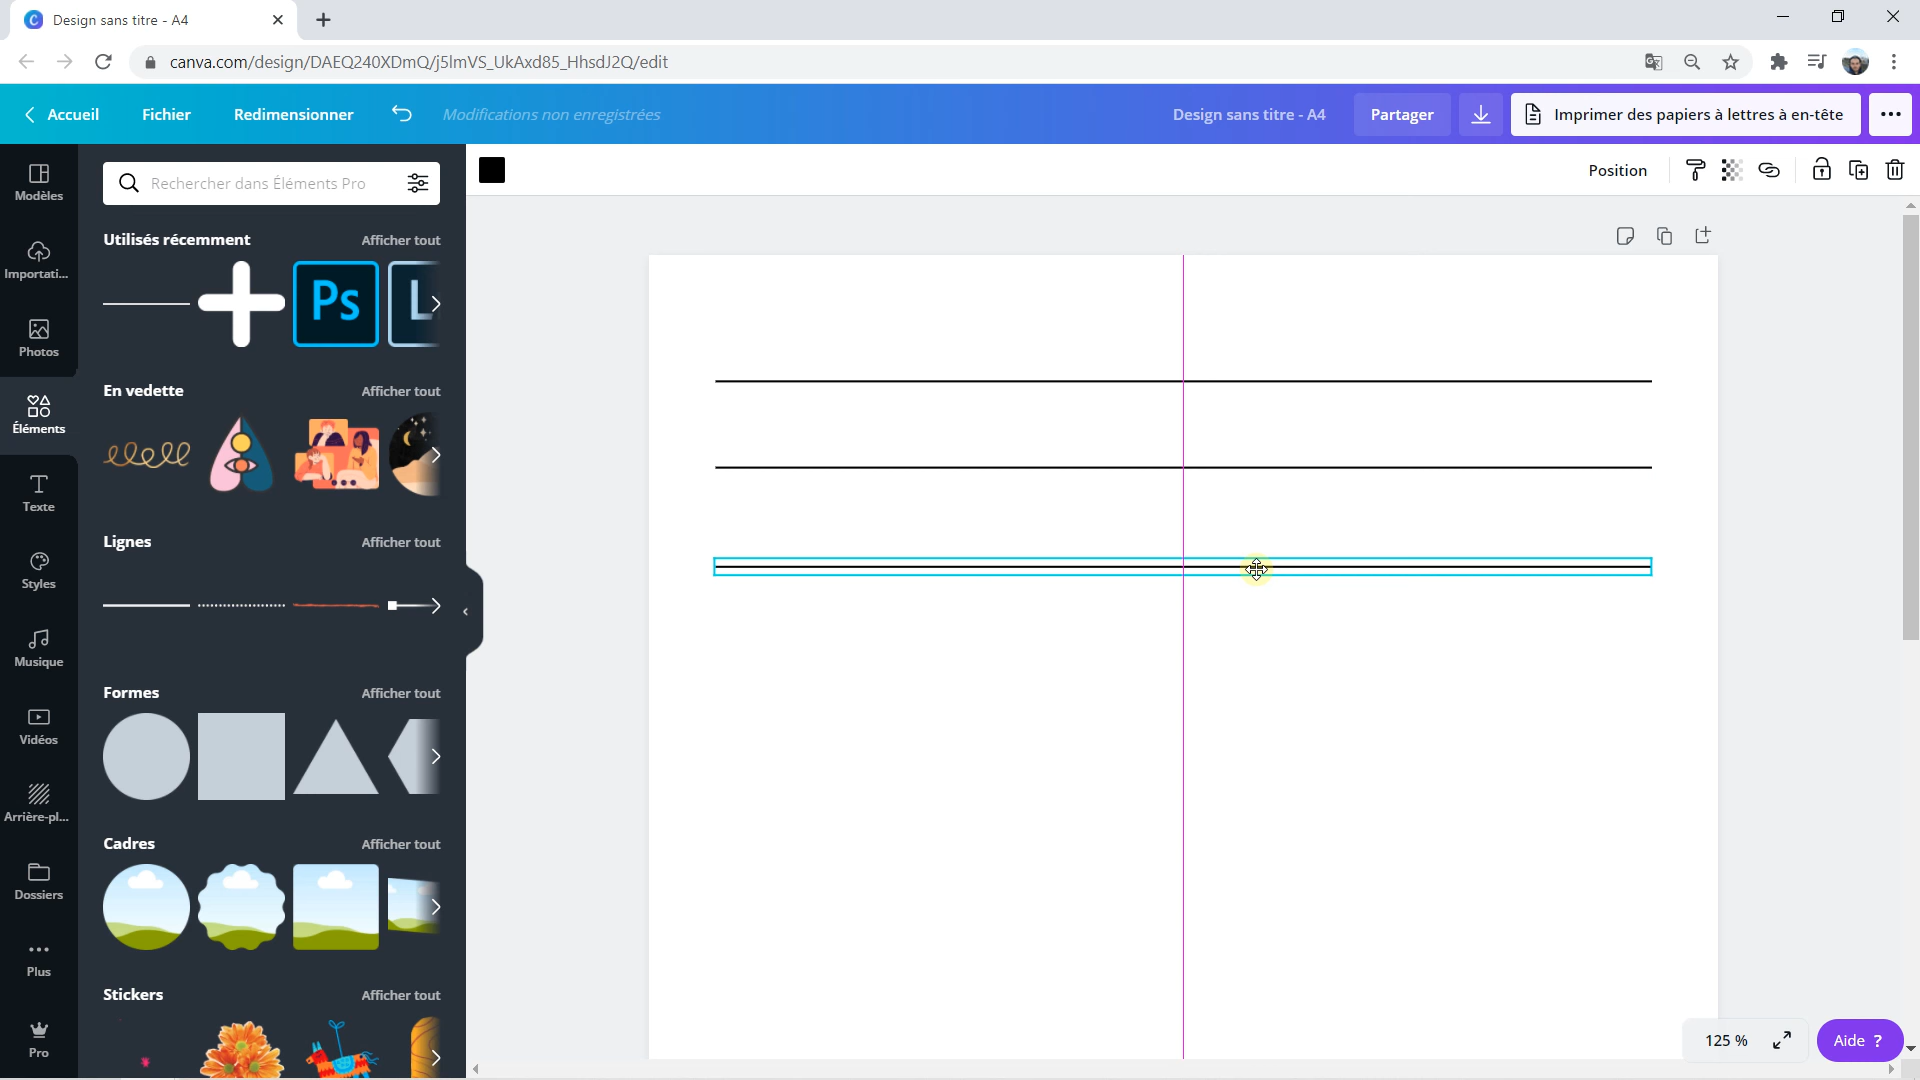 Design sans titre - A4
canva.com/design/DAEQ240XDmQ/j5lmVS_UkAxd85_HhsdJ2Q/edit
Accueil Fichier Redimensionner Modifications non enregistrées Design sans titre - A4 Partager Imprimer des papiers à lettres à en-tête
Position
Modèles
Importati...
Photos
Éléments
Texte
Styles
Musique
Vidéos
Arrière-pl...
Dossiers
Plus
Pro
Rechercher dans Éléments Pro
Utilisés récemment Afficher tout
Ps L
En vedette Afficher tout
Lignes Afficher tout
Formes Afficher tout
Cadres Afficher tout
Stickers Afficher tout
125 % Aide ?